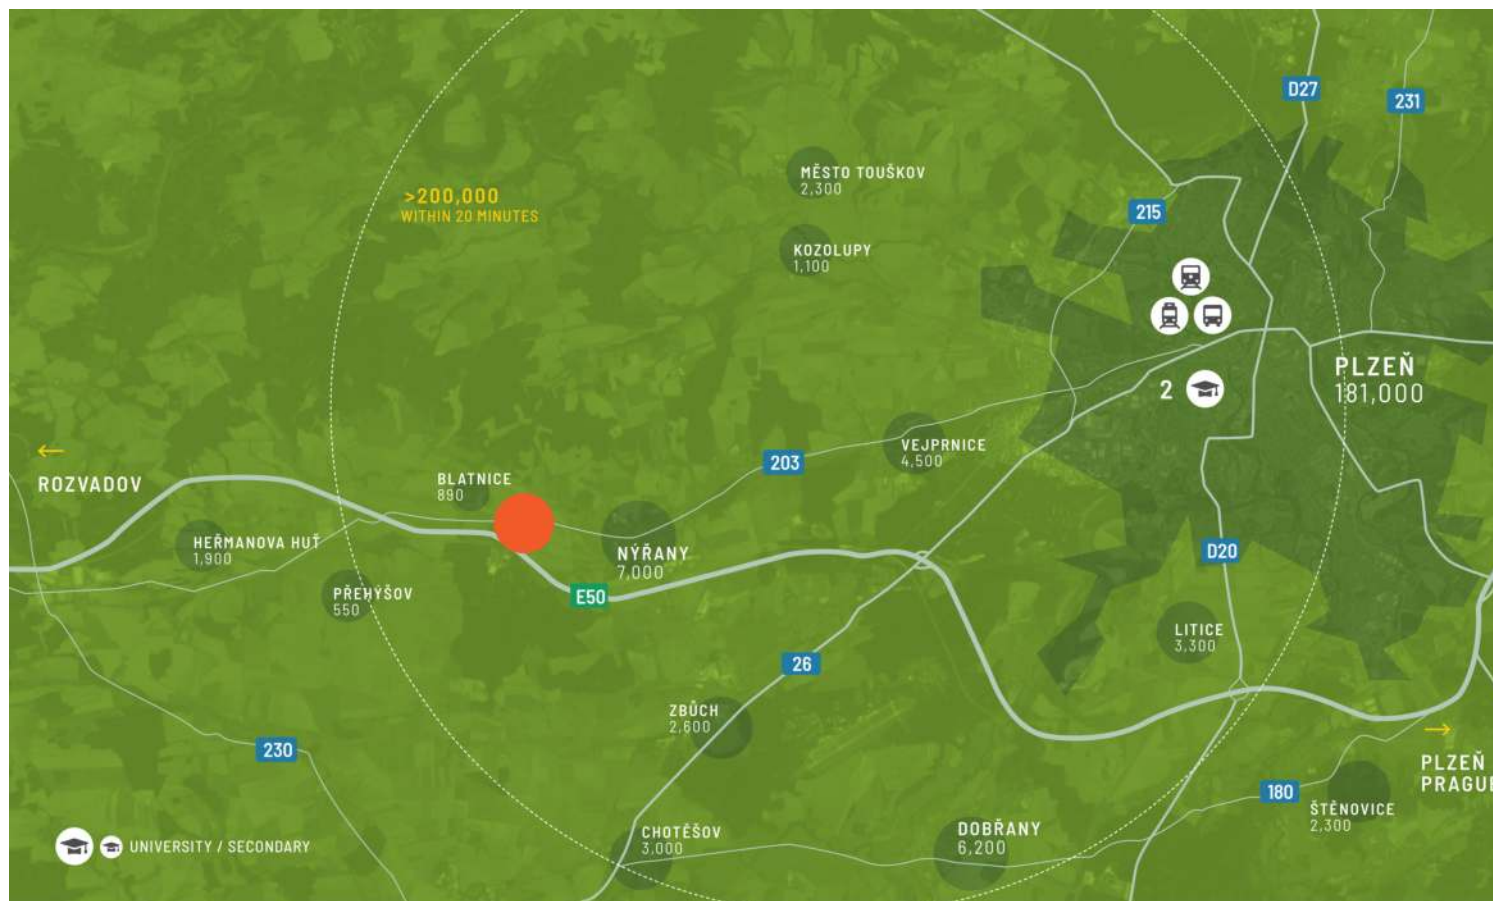 D27
231
MĚSTO TOUŠKOV
2,300
>200,000
WITHIN 20 MINUTES
215
KOZOLUPY
1,100
PLZEŇ
181,000
2
VEJPRNICE
4,500
203
BLATNICE
890
ROZVADOV
HEŘMANOVA HUŤ
1,900
NÝŘANY
7,000
D20
PŘEHÝŠOV
550
E50
LITICE
3,300
26
ZBŮCH
2,600
230
PLZEŇ
PRAGUE
180
ŠTĚNOVICE
2,300
CHOTĚŠOV
3,000
DOBŘANY
6,200
UNIVERSITY / SECONDARY